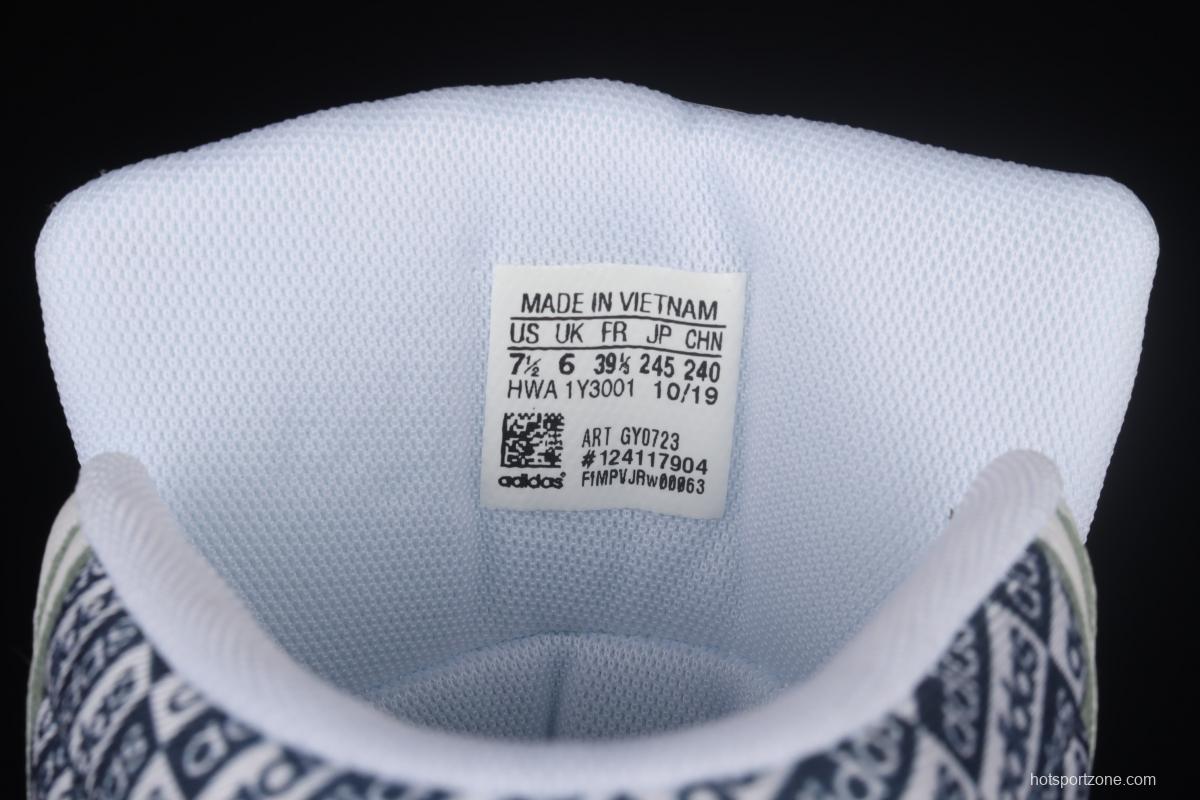 MADE IN VIETNAM
US UK FR JP CHN
7½ 6 39⅓ 245 240
HWA 1Y3001 10/19
ART GY0723
#124117904
adidas
hotsportzone.com